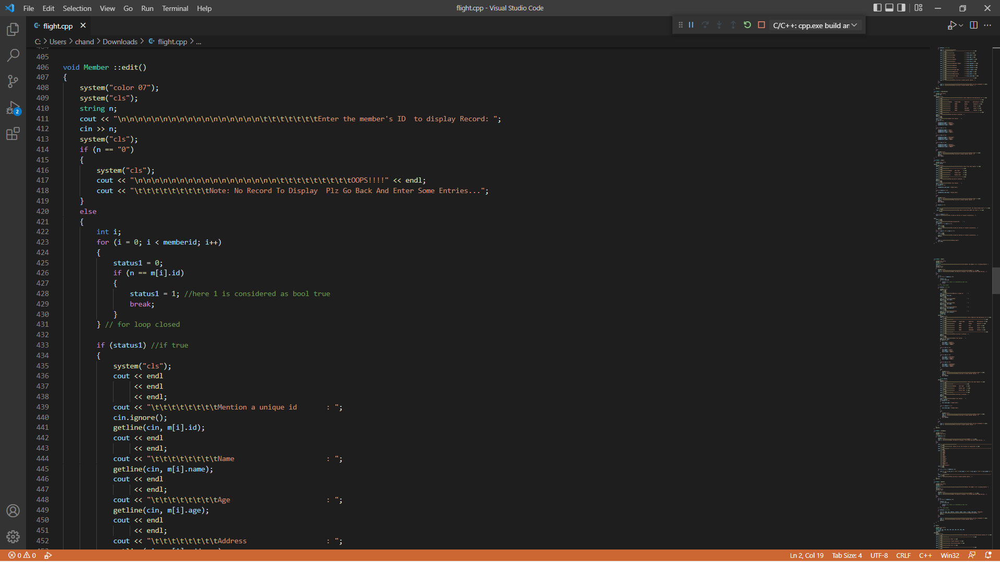 File Edit Selection View Go Run Terminal Help
flight.cpp - Visual Studio Code
flight.cpp
C/C++: cpp.exe build ar
C: > Users > chand > Downloads > flight.cpp > ...
404
405
406 void Member ::edit()
407 {
408 system("color 07");
409 system("cls");
410 string n;
411 cout << "\n\n\n\n\n\n\n\n\n\n\n\n\n\n\n\n\n\t\t\t\t\t\t\tEnter the member's ID  to display Record: ";
412 cin >> n;
413 system("cls");
414 if (n == "0")
415 {
416 system("cls");
417 cout << "\n\n\n\n\n\n\n\n\n\n\n\n\n\n\n\n\n\t\t\t\t\t\t\t\t\tOOPS!!!!" << endl;
418 cout << "\t\t\t\t\t\t\t\t\tNote: No Record To Display  Plz Go Back And Enter Some Entries...";
419 }
420 else
421 {
422 int i;
423 for (i = 0; i < memberid; i++)
424 {
425 status1 = 0;
426 if (n == m[i].id)
427 {
428 status1 = 1; //here 1 is considered as bool true
429 break;
430 }
431 } // for loop closed
432
433 if (status1) //if true
434 {
435 system("cls");
436 cout << endl
437 << endl
438 << endl;
439 cout << "\t\t\t\t\t\t\t\tMention a unique id       : ";
440 cin.ignore();
441 getline(cin, m[i].id);
442 cout << endl
443 << endl;
444 cout << "\t\t\t\t\t\t\t\tName                      : ";
445 getline(cin, m[i].name);
446 cout << endl
447 << endl;
448 cout << "\t\t\t\t\t\t\t\tAge                       : ";
449 getline(cin, m[i].age);
450 cout << endl
451 << endl;
452 cout << "\t\t\t\t\t\t\t\tAddress                   : ";
2
0 0
Ln 2, Col 19 Tab Size: 4 UTF-8 CRLF C++ Win32